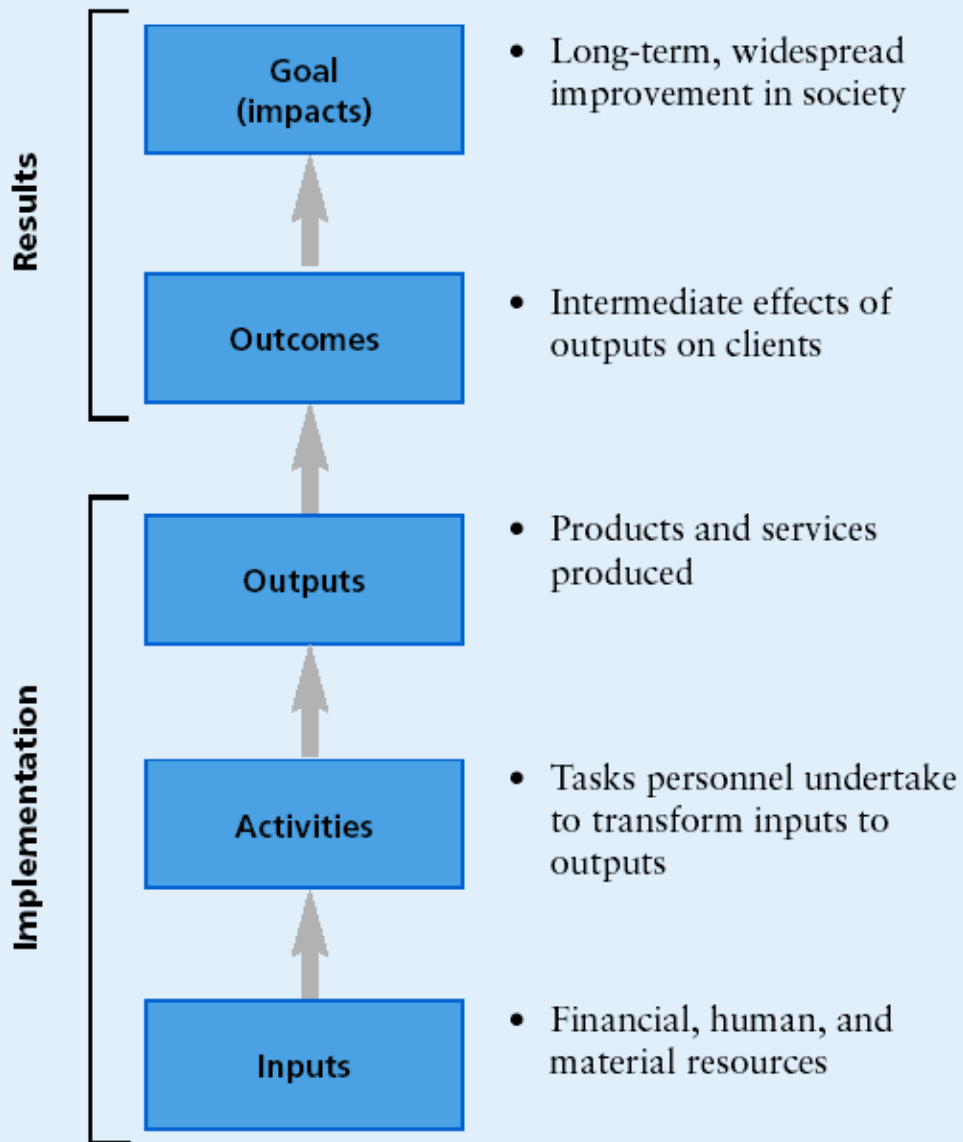 Results
Goal
(impacts)
• Long-term, widespread
improvement in society
Outcomes
• Intermediate effects of
outputs on clients
Implementation
Outputs
• Products and services
produced
Activities
• Tasks personnel undertake
to transform inputs to
outputs
Inputs
• Financial, human, and
material resources